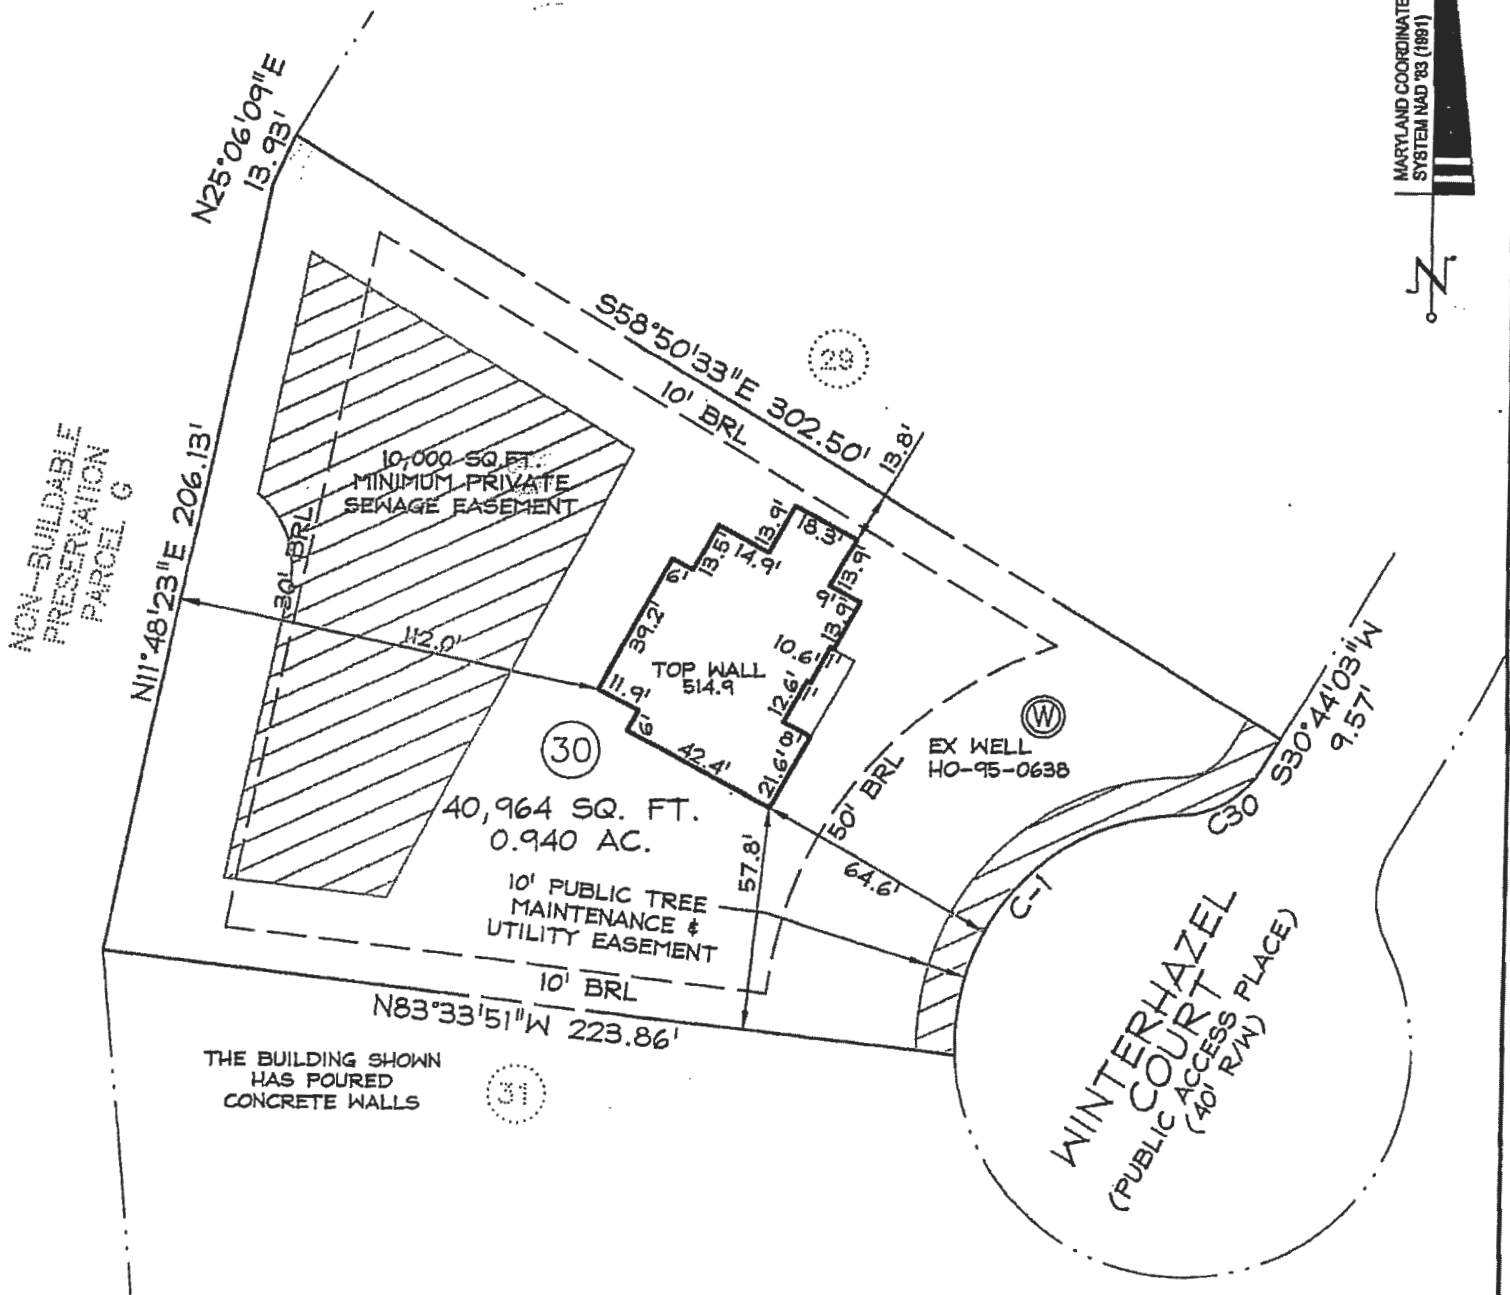 MARYLAND COORDINATE
SYSTEM NAD '83 (1991)
N
N25°06'09"E
13.93'
S58°50'33"E 302.50'
29
10' BRL
13.8'
10,000 SQ.FT.
MINIMUM PRIVATE
SEWAGE EASEMENT
NON-BUILDABLE
PRESERVATION
PARCEL G
N11°48'23"E 206.13'
30' BRL
112.0'
13.9'
18.3'
14.9'
13.5'
6'
39.2'
13.9'
9'
13.9'
10.6'
1'
12.6'
1'
8'
21.6'
42.4'
6'
11.9'
TOP WALL
514.9
30
40,964 SQ. FT.
0.940 AC.
W
EX WELL
HO-95-0638
50' BRL
S30°44'03"W
9.57'
C30
C-1
64.6'
57.8'
10' PUBLIC TREE
MAINTENANCE &
UTILITY EASEMENT
10' BRL
N83°33'51"W 223.86'
THE BUILDING SHOWN
HAS POURED
CONCRETE WALLS
31
WINTERHAZEL
COURT
(PUBLIC ACCESS PLACE)
(40' R/W)